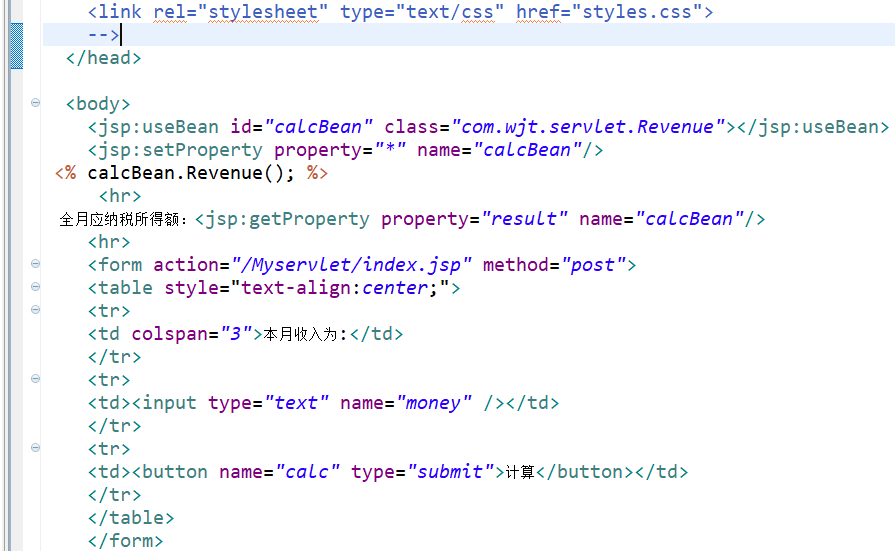 <link rel="stylesheet" type="text/css" href="styles.css">
-->
</head>
<body>
<jsp:useBean id="calcBean" class="com.wjt.servlet.Revenue"></jsp:useBean>
<jsp:setProperty property="*" name="calcBean"/>
<% calcBean.Revenue(); %>
<hr>
全月应纳税所得额：<jsp:getProperty property="result" name="calcBean"/>
<hr>
<form action="/Myservlet/index.jsp" method="post">
<table style="text-align:center;">
<tr>
<td colspan="3">本月收入为:</td>
</tr>
<tr>
<td><input type="text" name="money" /></td>
</tr>
<tr>
<td><button name="calc" type="submit">计算</button></td>
</tr>
</table>
</form>